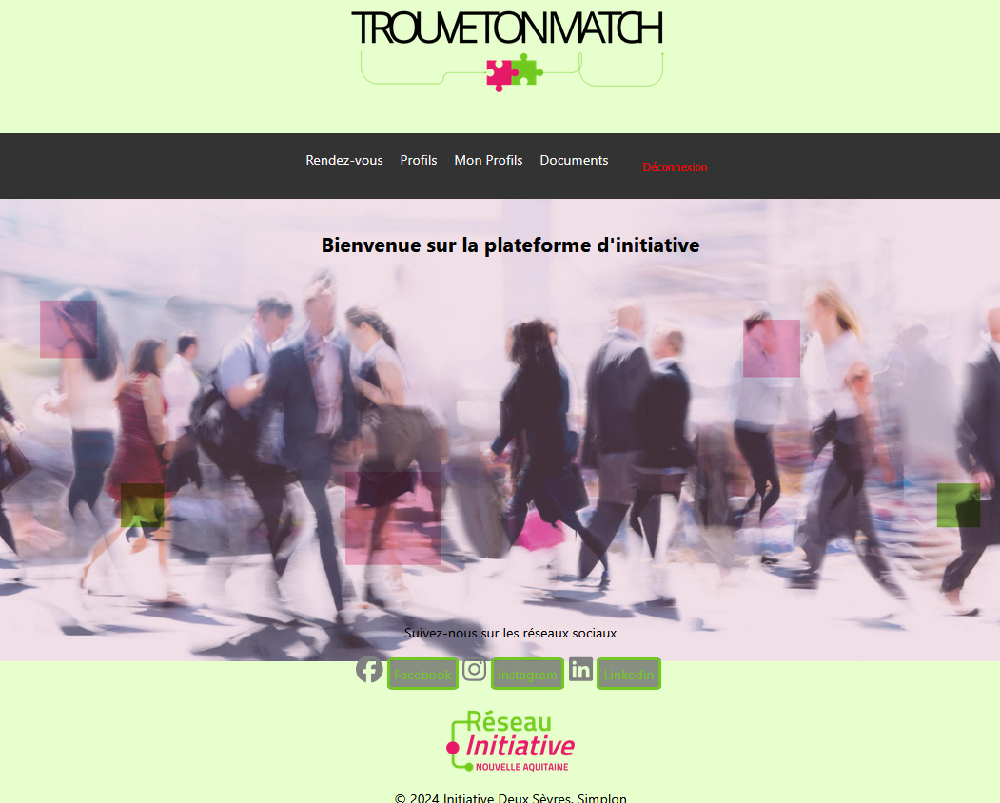 TROUVETONMATCH
Rendez-vous Profils Mon Profils Documents Déconnexion
Bienvenue sur la plateforme d'initiative
Suivez-nous sur les réseaux sociaux
Facebook Instagram Linkedin
Réseau
Initiative
NOUVELLE AQUITAINE
© 2024 Initiative Deux Sèvres. Simplon